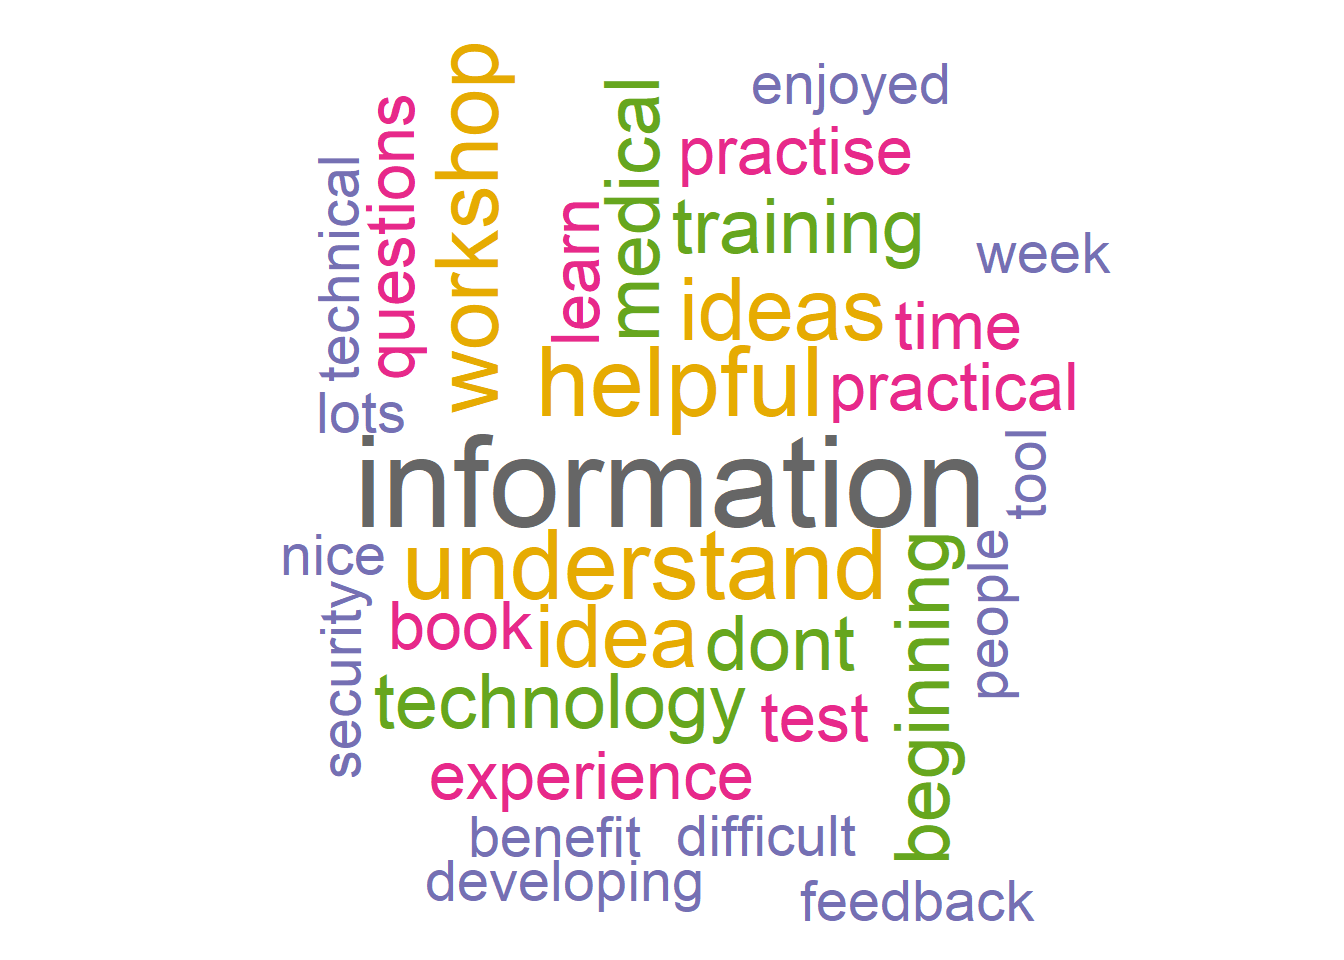 enjoyed
workshop
medical
questions
practise
technical
learn
training
week
ideas
time
helpful
practical
lots
information
tool
nice
understand
people
beginning
security
book
idea
dont
technology
test
experience
benefit
difficult
developing
feedback